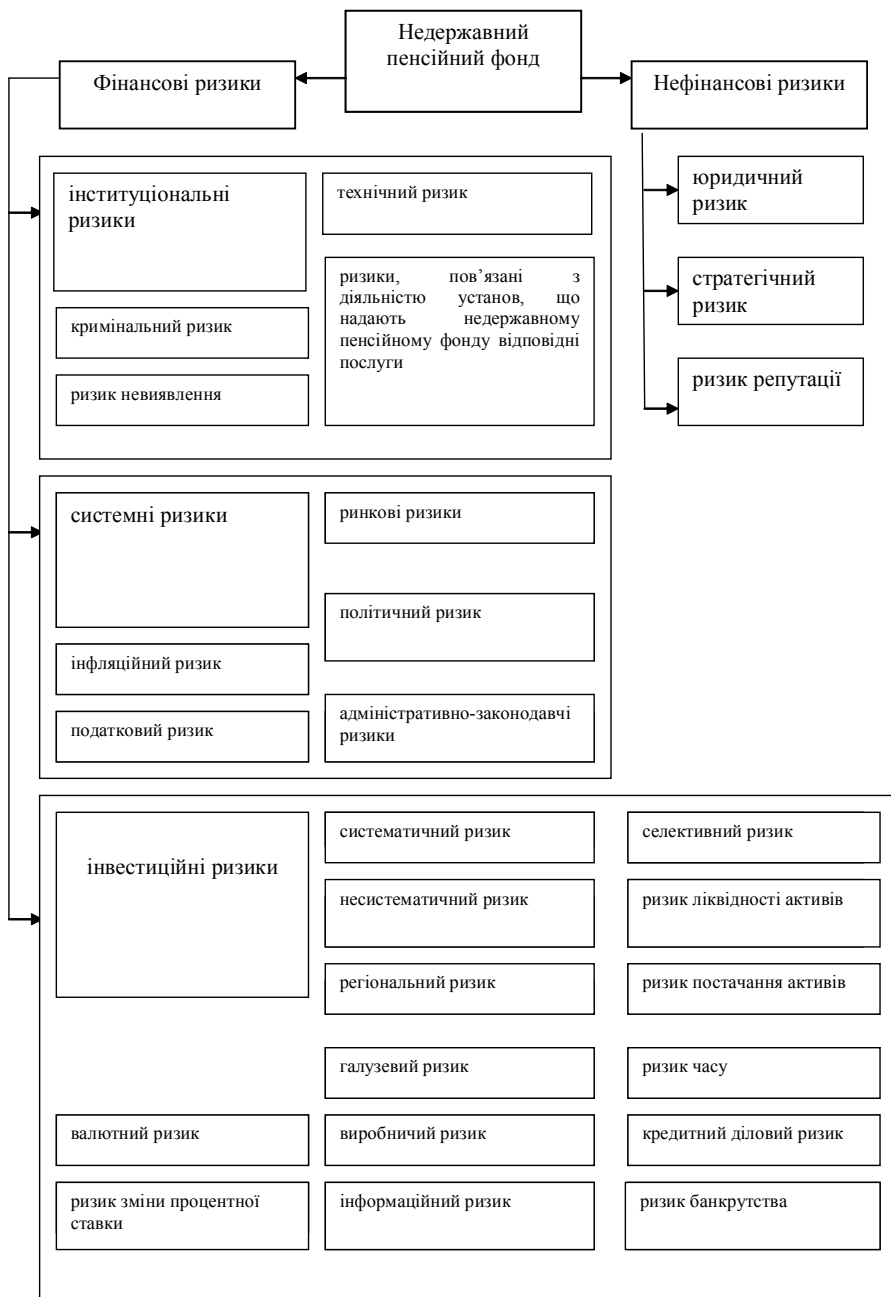 Недержавний
пенсійний фонд
Фінансові ризики
Нефінансові ризики
інституціональні
ризики
технічний ризик
ризики, пов’язані з
діяльністю установ, що
надають недержавному
пенсійному фонду відповідні
послуги
кримінальний ризик
ризик невиявлення
юридичний
ризик
стратегічний
ризик
ризик репутації
системні ризики
ринкові ризики
політичний ризик
інфляційний ризик
податковий ризик
адміністративно-законодавчі
ризики
інвестиційні ризики
систематичний ризик
селективний ризик
несистематичний ризик
ризик ліквідності активів
регіональний ризик
ризик постачання активів
галузевий ризик
ризик часу
валютний ризик
виробничий ризик
кредитний діловий ризик
ризик зміни процентної
ставки
інформаційний ризик
ризик банкрутства